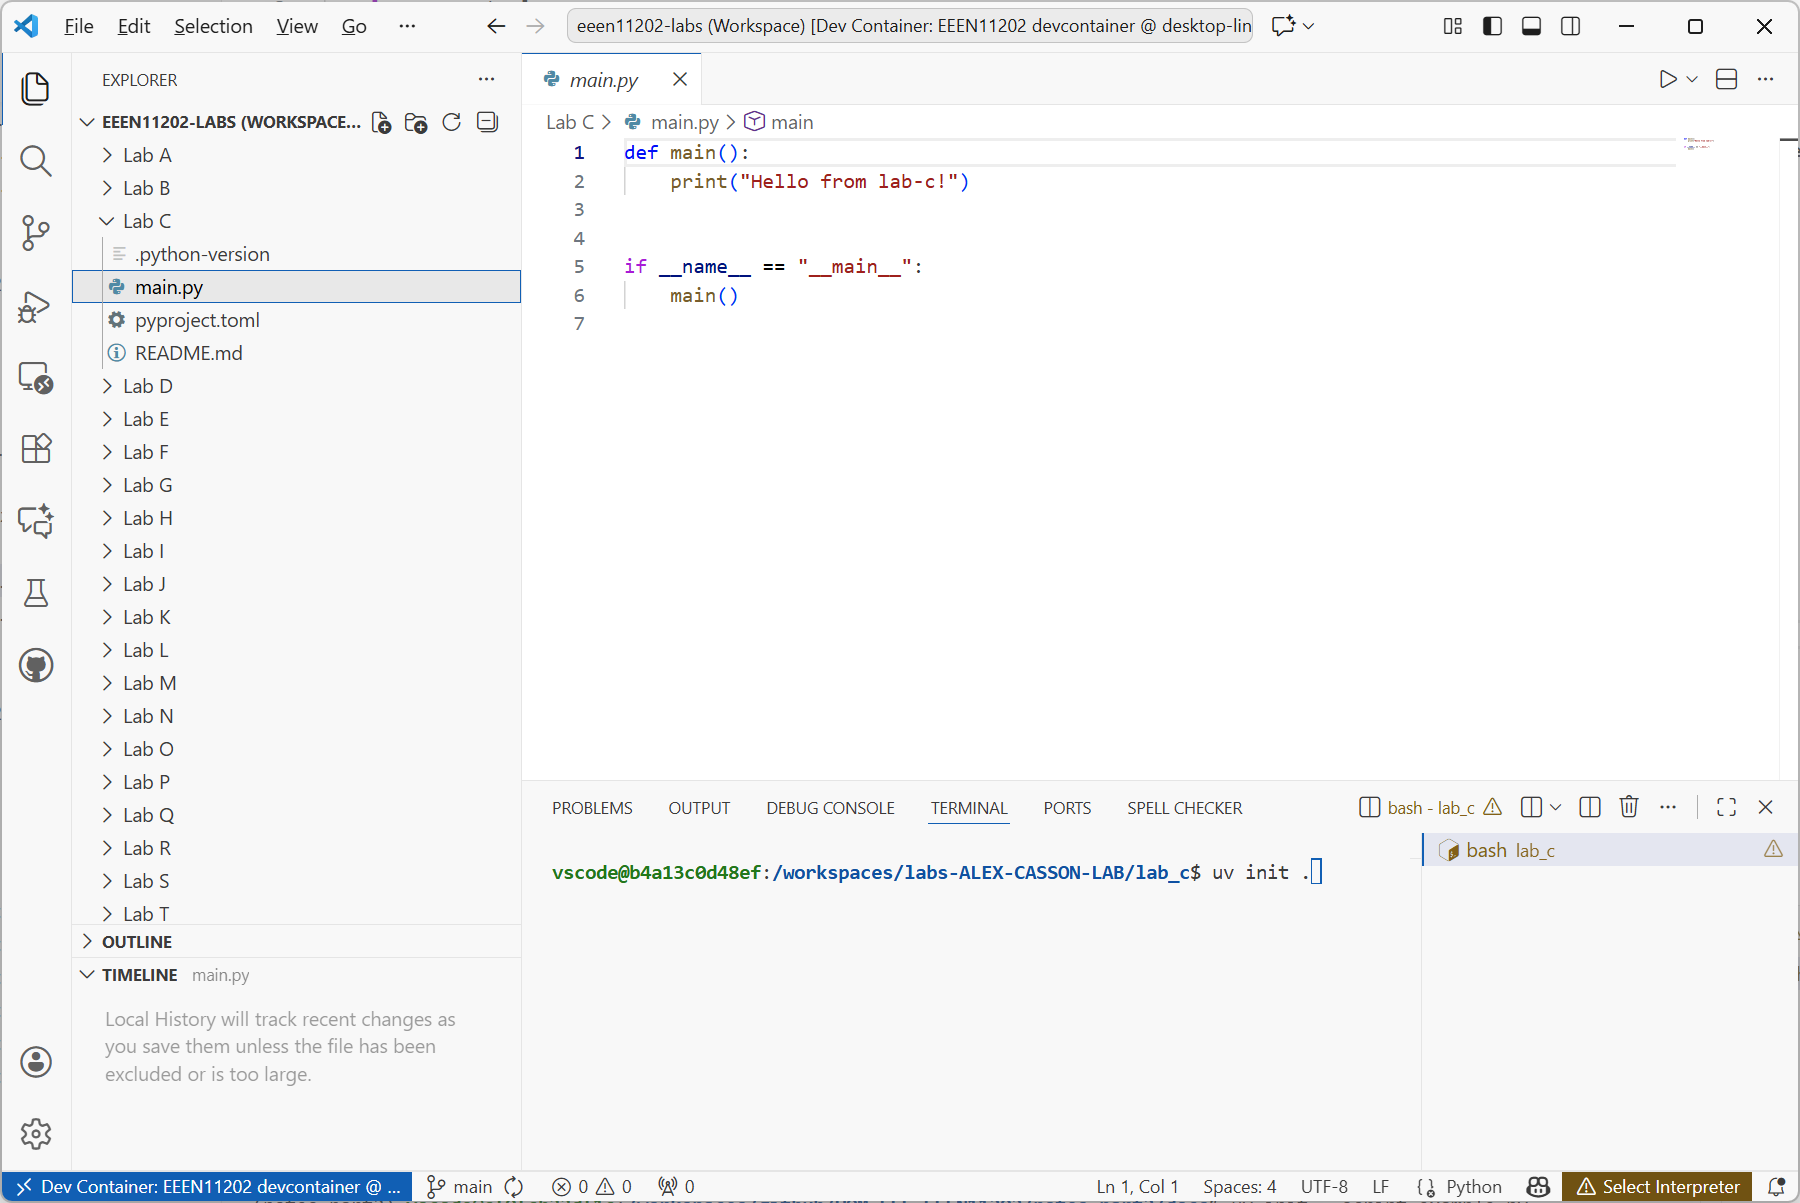 File Edit Selection View Go ··· eeen11202-labs (Workspace) [Dev Container: EEEN11202 devcontainer @ desktop-lin
EXPLORER
EEEN11202-LABS (WORKSPACE...
Lab A
Lab B
Lab C
.python-version
main.py
pyproject.toml
README.md
Lab D
Lab E
Lab F
Lab G
Lab H
Lab I
Lab J
Lab K
Lab L
Lab M
Lab N
Lab O
Lab P
Lab Q
Lab R
Lab S
Lab T
OUTLINE
TIMELINE main.py
Local History will track recent changes as
you save them unless the file has been
excluded or is too large.
main.py
Lab C > main.py > main
1 def main():
2 print("Hello from lab-c!")
3
4
5 if __name__ == "__main__":
6 main()
7
PROBLEMS OUTPUT DEBUG CONSOLE TERMINAL PORTS SPELL CHECKER bash - lab_c
vscode@b4a13c0d48ef:/workspaces/labs-ALEX-CASSON-LAB/lab_c$ uv init .
bash lab_c
Dev Container: EEEN11202 devcontainer @ ... main 0 0 0 Ln 1, Col 1 Spaces: 4 UTF-8 LF {} Python Select Interpreter